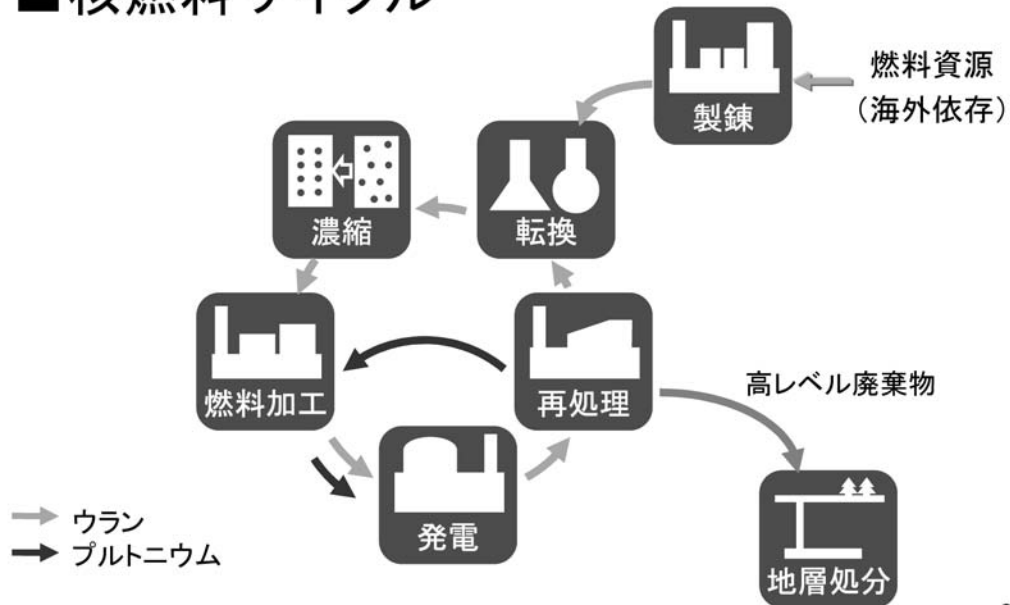 ■核燃料サイクル
燃料資源
(海外依存)
製錬
転換
濃縮
燃料加工
再処理
高レベル廃棄物
発電
地層処分
ウラン
プルトニウム